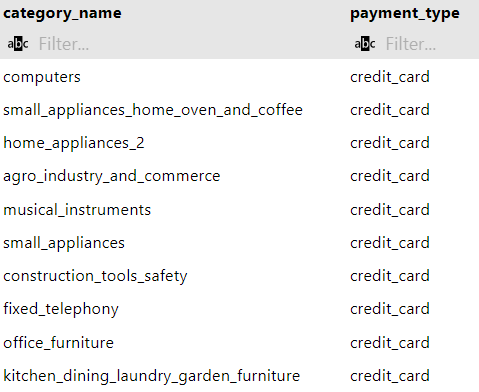 category_name payment_type
abc Filter... abc Filter...
computers credit_card
small_appliances_home_oven_and_coffee credit_card
home_appliances_2 credit_card
agro_industry_and_commerce credit_card
musical_instruments credit_card
small_appliances credit_card
construction_tools_safety credit_card
fixed_telephony credit_card
office_furniture credit_card
kitchen_dining_laundry_garden_furniture credit_card